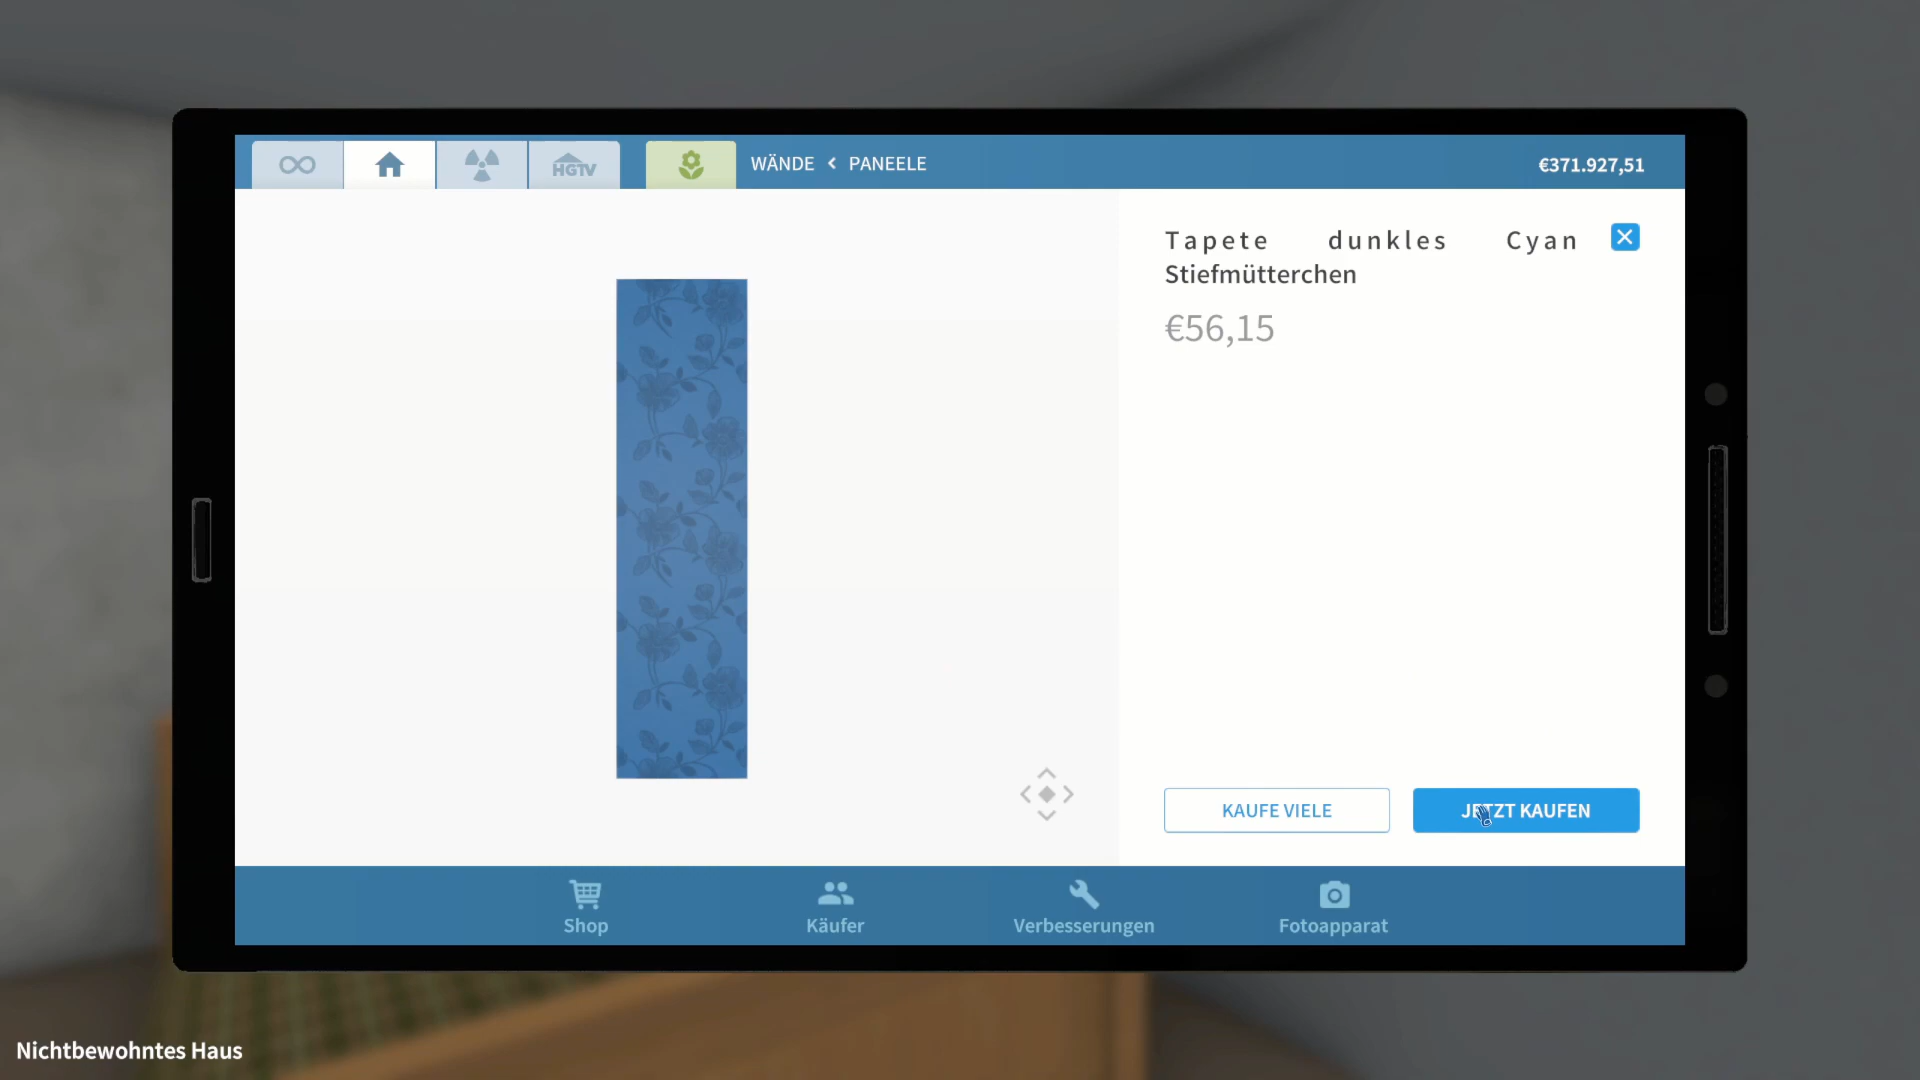 HGTV
WÄNDE < PANEELE
€371.927,51
Tapete dunkles Cyan
Stiefmütterchen
€56,15
KAUFE VIELE
JETZT KAUFEN
Shop
Käufer
Verbesserungen
Fotoapparat
Nichtbewohntes Haus